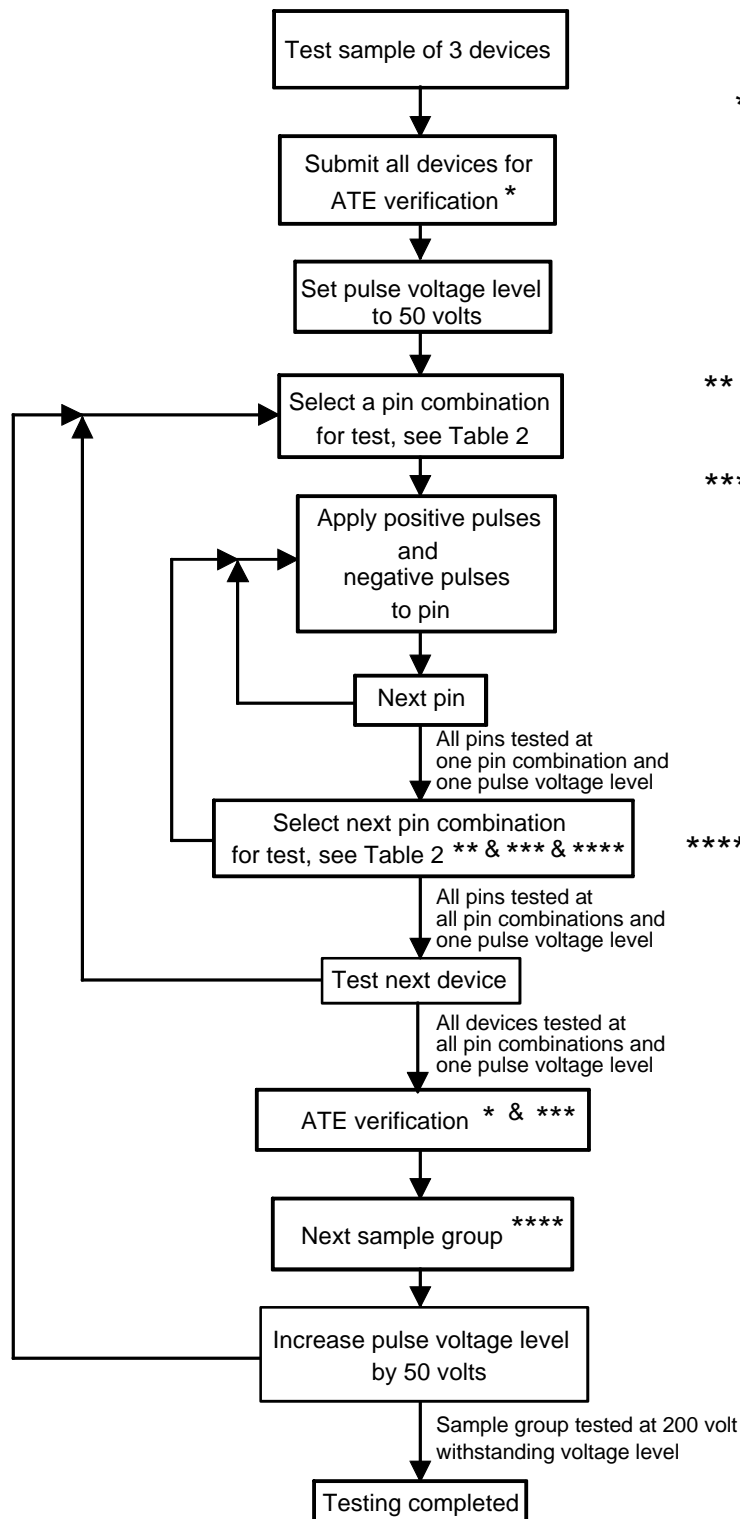 Test sample of 3 devices
*
Submit all devices for
ATE verification *
Set pulse voltage level
to 50 volts
**
Select a pin combination
for test, see Table 2
***
Apply positive pulses
and
negative pulses
to pin
Next pin
All pins tested at
one pin combination and
one pulse voltage level
Select next pin combination
for test, see Table 2 ** & *** & ****
****
All pins tested at
all pin combinations and
one pulse voltage level
Test next device
All devices tested at
all pin combinations and
one pulse voltage level
ATE verification * & ***
Next sample group ****
Increase pulse voltage level
by 50 volts
Sample group tested at 200 volt
withstanding voltage level
Testing completed